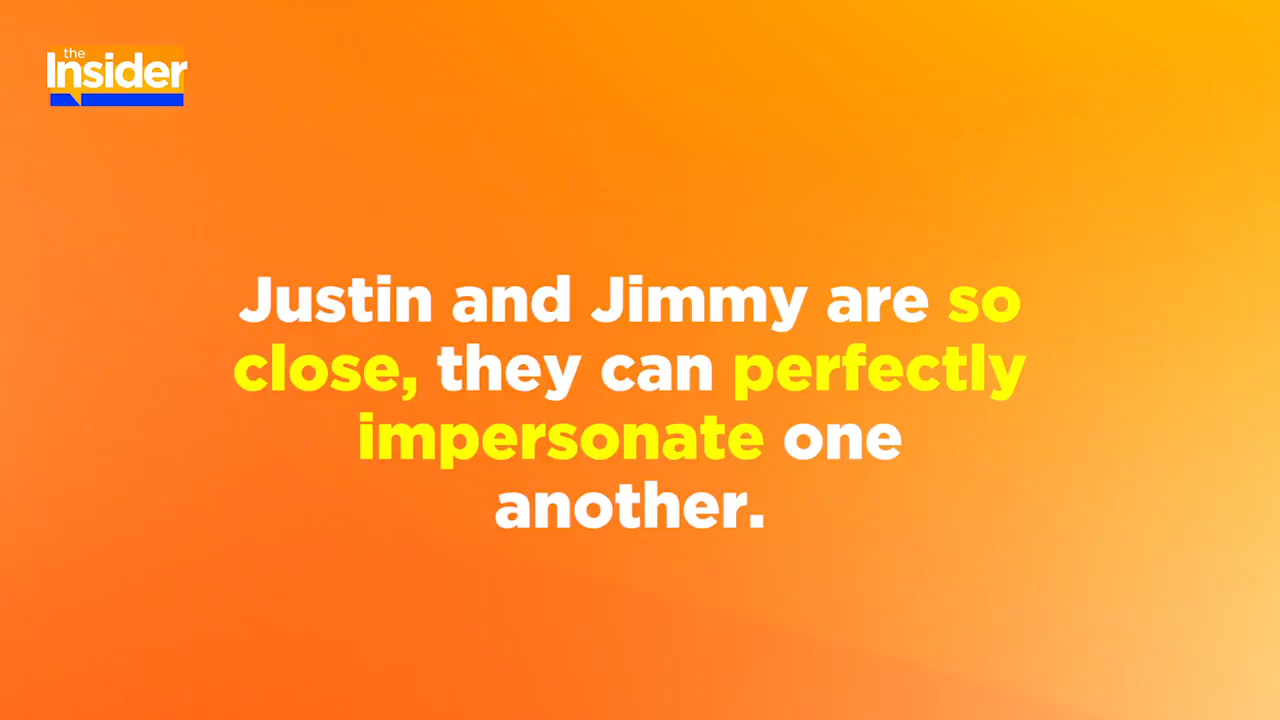 the
Insider
Justin and Jimmy are so
close, they can perfectly
impersonate one
another.